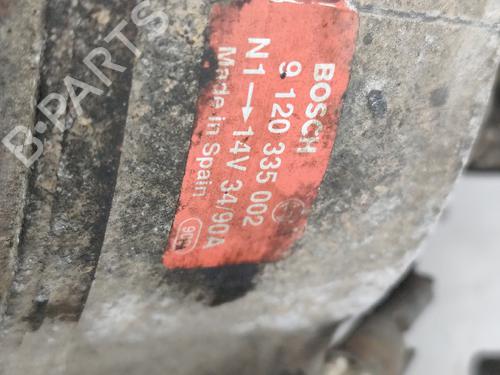 BOSCH
9 120 335 002
N1→14V 34/90A
Made in Spain
B-PARTS